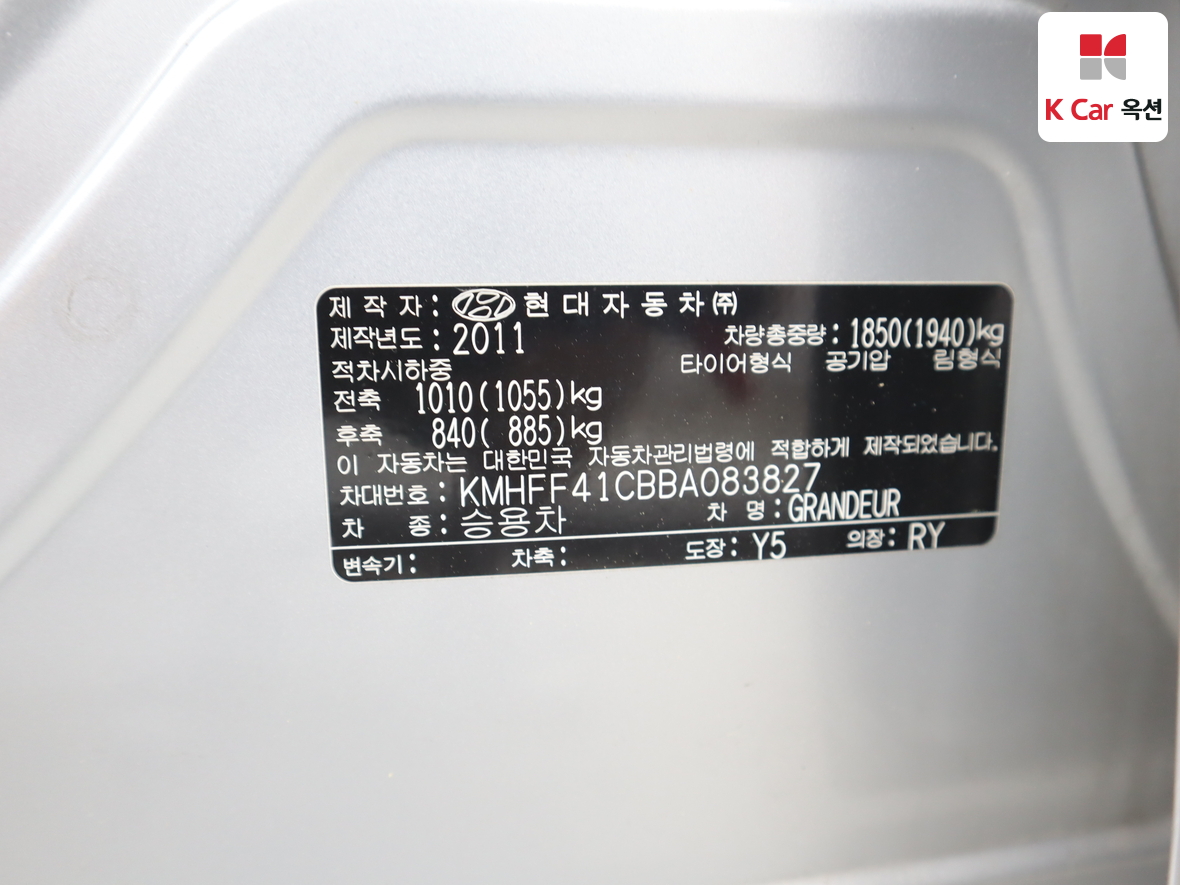 K Car 옥션
제 작 자 : 현 대 자 동 차 ㈜
제작년도 : 2011 차량총중량 : 1850(1940)kg
적차시하중 타이어형식 공기압 림형식
전축 1010(1055)kg
후축 840( 885)kg
이 자동차는 대한민국 자동차관리법령에 적합하게 제작되었습니다.
차대번호 : KMHFF41CBBA083827
차 종 : 승용차 차 명 : GRANDEUR
변속기 : 차축 : 도장 : Y5 의장 : RY